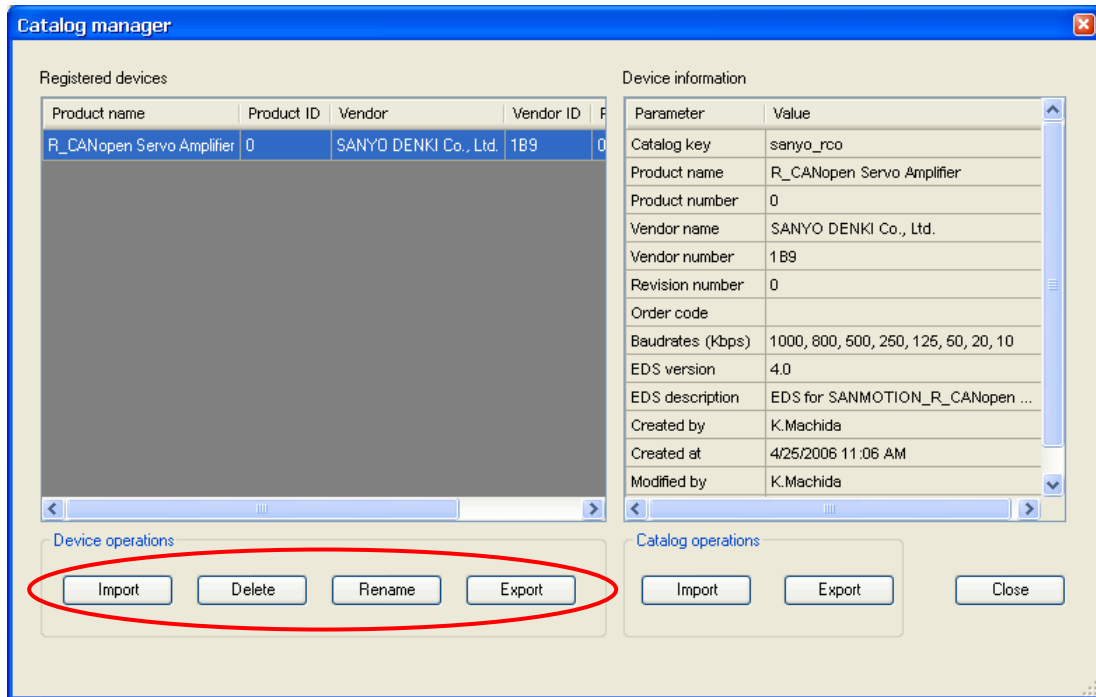 Catalog manager
Registered devices
Product name Product ID Vendor Vendor ID
R_CANopen Servo Amplifier 0 SANYO DENKI Co., Ltd. 1B9 0
Device information
Parameter Value
Catalog key sanyo_rco
Product name R_CANopen Servo Amplifier
Product number 0
Vendor name SANYO DENKI Co., Ltd.
Vendor number 1B9
Revision number 0
Order code
Baudrates (Kbps) 1000, 800, 500, 250, 125, 50, 20, 10
EDS version 4.0
EDS description EDS for SANMOTION_R_CANopen ...
Created by K.Machida
Created at 4/25/2006 11:06 AM
Modified by K.Machida
Device operations
Import Delete Rename Export
Catalog operations
Import Export
Close